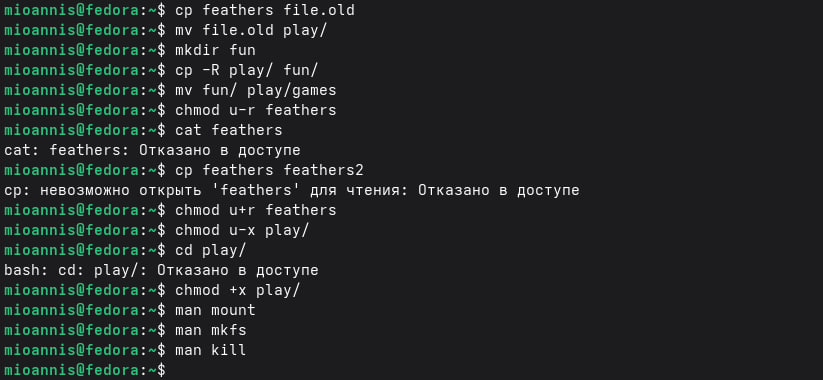 mioannis@fedora:~$ cp feathers file.old
mioannis@fedora:~$ mv file.old play/
mioannis@fedora:~$ mkdir fun
mioannis@fedora:~$ cp -R play/ fun/
mioannis@fedora:~$ mv fun/ play/games
mioannis@fedora:~$ chmod u-r feathers
mioannis@fedora:~$ cat feathers
cat: feathers: Отказано в доступе
mioannis@fedora:~$ cp feathers feathers2
cp: невозможно открыть 'feathers' для чтения: Отказано в доступе
mioannis@fedora:~$ chmod u+r feathers
mioannis@fedora:~$ chmod u-x play/
mioannis@fedora:~$ cd play/
bash: cd: play/: Отказано в доступе
mioannis@fedora:~$ chmod +x play/
mioannis@fedora:~$ man mount
mioannis@fedora:~$ man mkfs
mioannis@fedora:~$ man kill
mioannis@fedora:~$